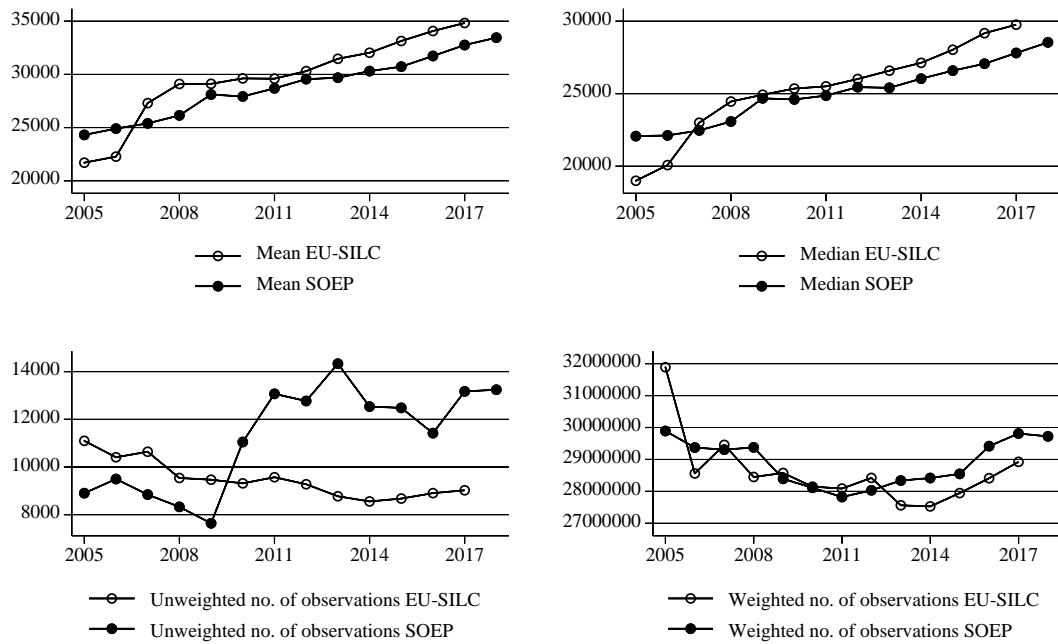 35000
30000
25000
20000
2005 2008 2011 2014 2017
Mean EU-SILC
Mean SOEP
30000
25000
20000
2005 2008 2011 2014 2017
Median EU-SILC
Median SOEP
14000
12000
10000
8000
2005 2008 2011 2014 2017
Unweighted no. of observations EU-SILC
Unweighted no. of observations SOEP
32000000
31000000
30000000
29000000
28000000
27000000
2005 2008 2011 2014 2017
Weighted no. of observations EU-SILC
Weighted no. of observations SOEP